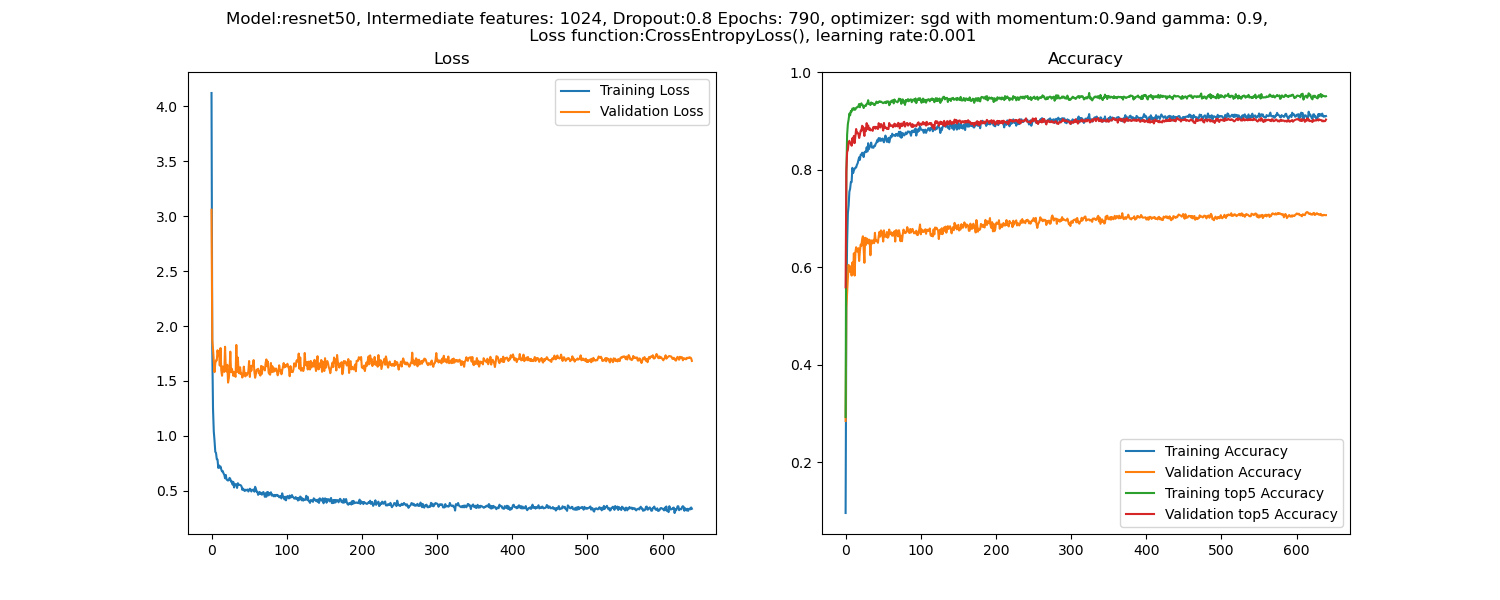 Model:resnet50, Intermediate features: 1024, Dropout:0.8 Epochs: 790, optimizer: sgd with momentum:0.9and gamma: 0.9,
Loss function:CrossEntropyLoss(), learning rate:0.001
Loss
Training Loss
Validation Loss
4.0
3.5
3.0
2.5
2.0
1.5
1.0
0.5
0 100 200 300 400 500 600
Accuracy
1.0
0.8
0.6
0.4
0.2
Training Accuracy
Validation Accuracy
Training top5 Accuracy
Validation top5 Accuracy
0 100 200 300 400 500 600